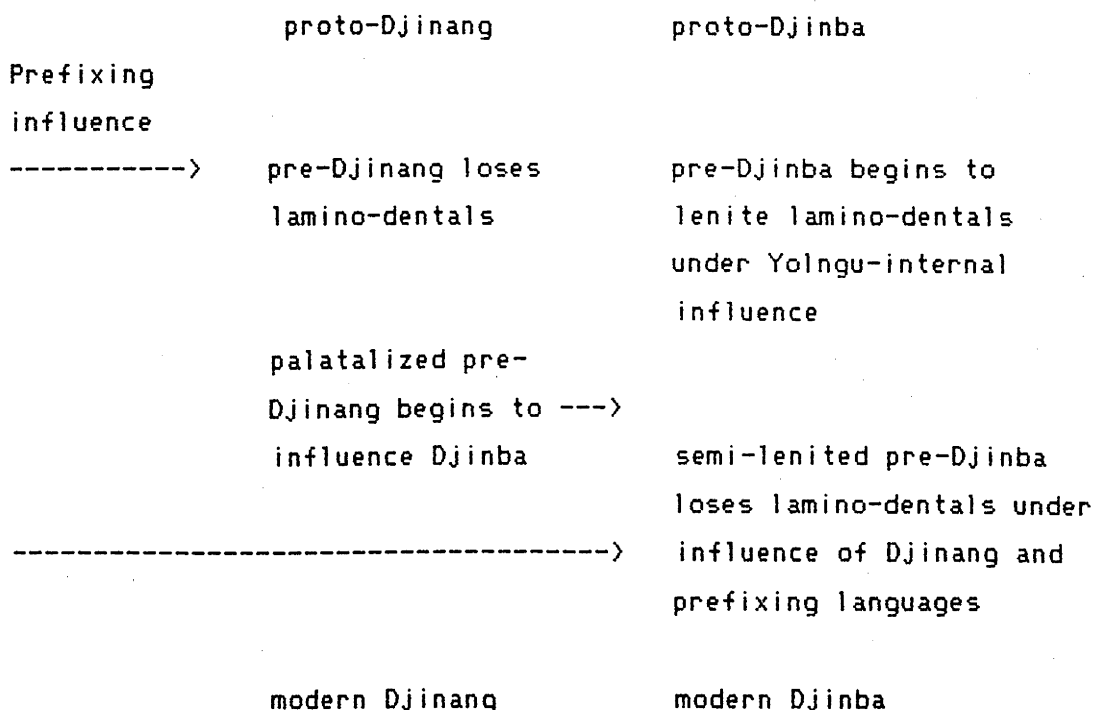 proto-Djinang proto-Djinba
Prefixing
influence
-----------> pre-Djinang loses pre-Djinba begins to
lamino-dentals lenite lamino-dentals
under Yolngu-internal
influence
palatalized pre-
Djinang begins to --->
influence Djinba semi-lenited pre-Djinba
loses lamino-dentals under
-------------------------------------> influence of Djinang and
prefixing languages
modern Djinang modern Djinba